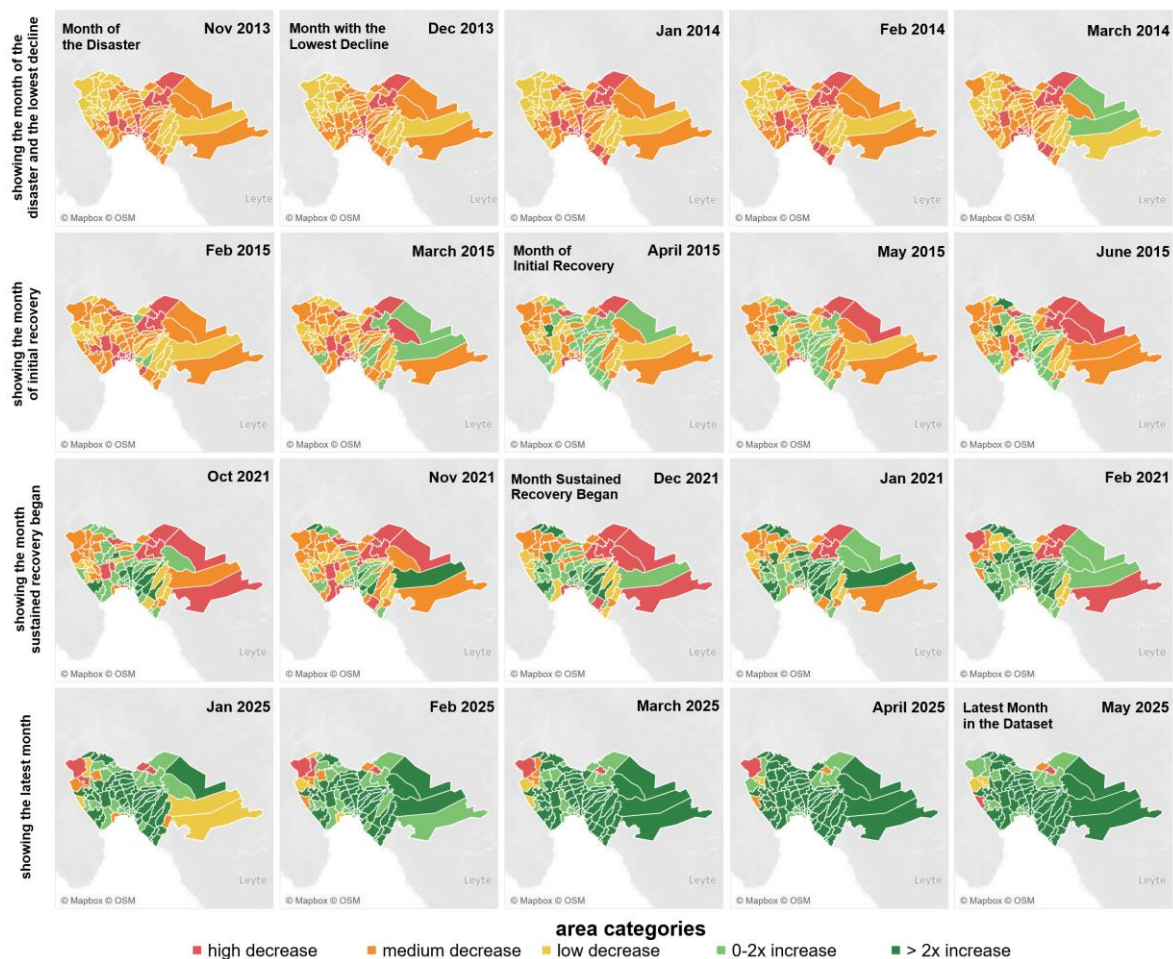 showing the month of the
disaster and the lowest decline
Month of
the Disaster
Nov 2013
Leyte
© Mapbox © OSM
Month with the
Lowest Decline
Dec 2013
Leyte
© Mapbox © OSM
Jan 2014
Leyte
© Mapbox © OSM
Feb 2014
Leyte
© Mapbox © OSM
March 2014
Leyte
© Mapbox © OSM
showing the month
of initial recovery
Feb 2015
Leyte
© Mapbox © OSM
March 2015
Leyte
© Mapbox © OSM
Month of
Initial Recovery
April 2015
Leyte
© Mapbox © OSM
May 2015
Leyte
© Mapbox © OSM
June 2015
Leyte
© Mapbox © OSM
showing the month
sustained recovery began
Oct 2021
Leyte
© Mapbox © OSM
Nov 2021
Leyte
© Mapbox © OSM
Month Sustained
Recovery Began
Dec 2021
Leyte
© Mapbox © OSM
Jan 2021
Leyte
© Mapbox © OSM
Feb 2021
Leyte
© Mapbox © OSM
showing the latest month
Jan 2025
Leyte
© Mapbox © OSM
Feb 2025
Leyte
© Mapbox © OSM
March 2025
Leyte
© Mapbox © OSM
April 2025
Leyte
© Mapbox © OSM
Latest Month
in the Dataset
May 2025
Leyte
© Mapbox © OSM
area categories
high decrease
medium decrease
low decrease
0-2x increase
> 2x increase